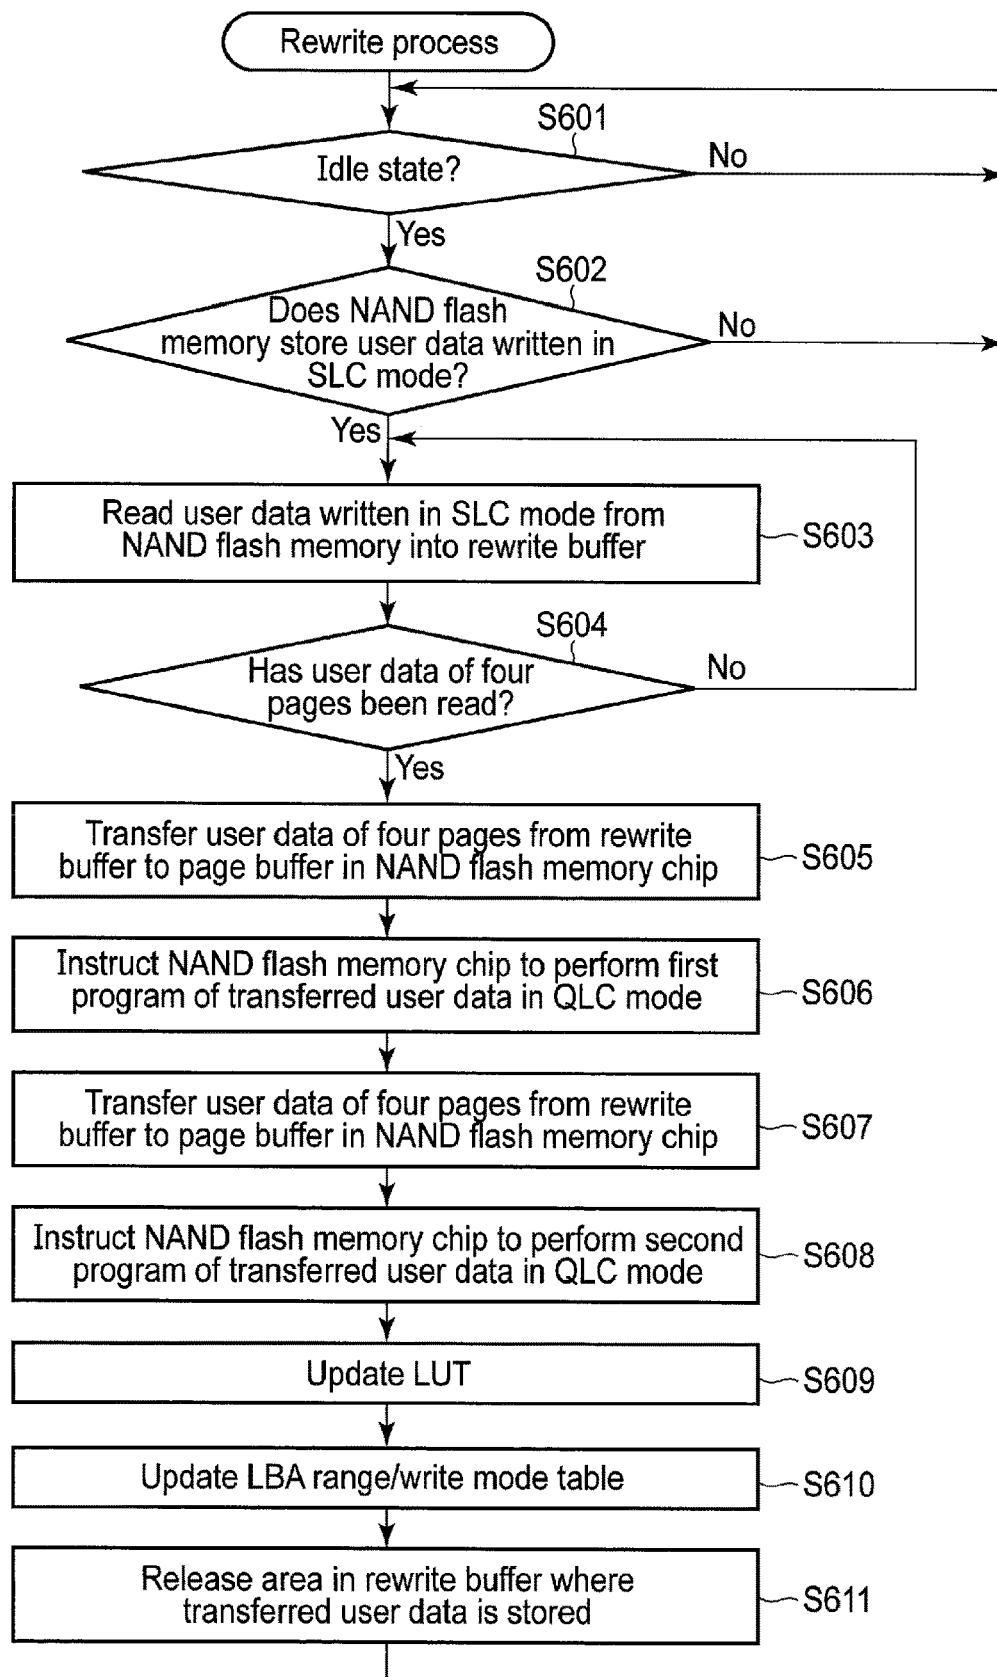 Rewrite process
S601
Idle state?
No
Yes
S602
Does NAND flash
memory store user data written in
SLC mode?
No
Yes
Read user data written in SLC mode from
NAND flash memory into rewrite buffer
S603
S604
Has user data of four
pages been read?
No
Yes
Transfer user data of four pages from rewrite
buffer to page buffer in NAND flash memory chip
S605
Instruct NAND flash memory chip to perform first
program of transferred user data in QLC mode
S606
Transfer user data of four pages from rewrite
buffer to page buffer in NAND flash memory chip
S607
Instruct NAND flash memory chip to perform second
program of transferred user data in QLC mode
S608
Update LUT
S609
Update LBA range/write mode table
S610
Release area in rewrite buffer where
transferred user data is stored
S611